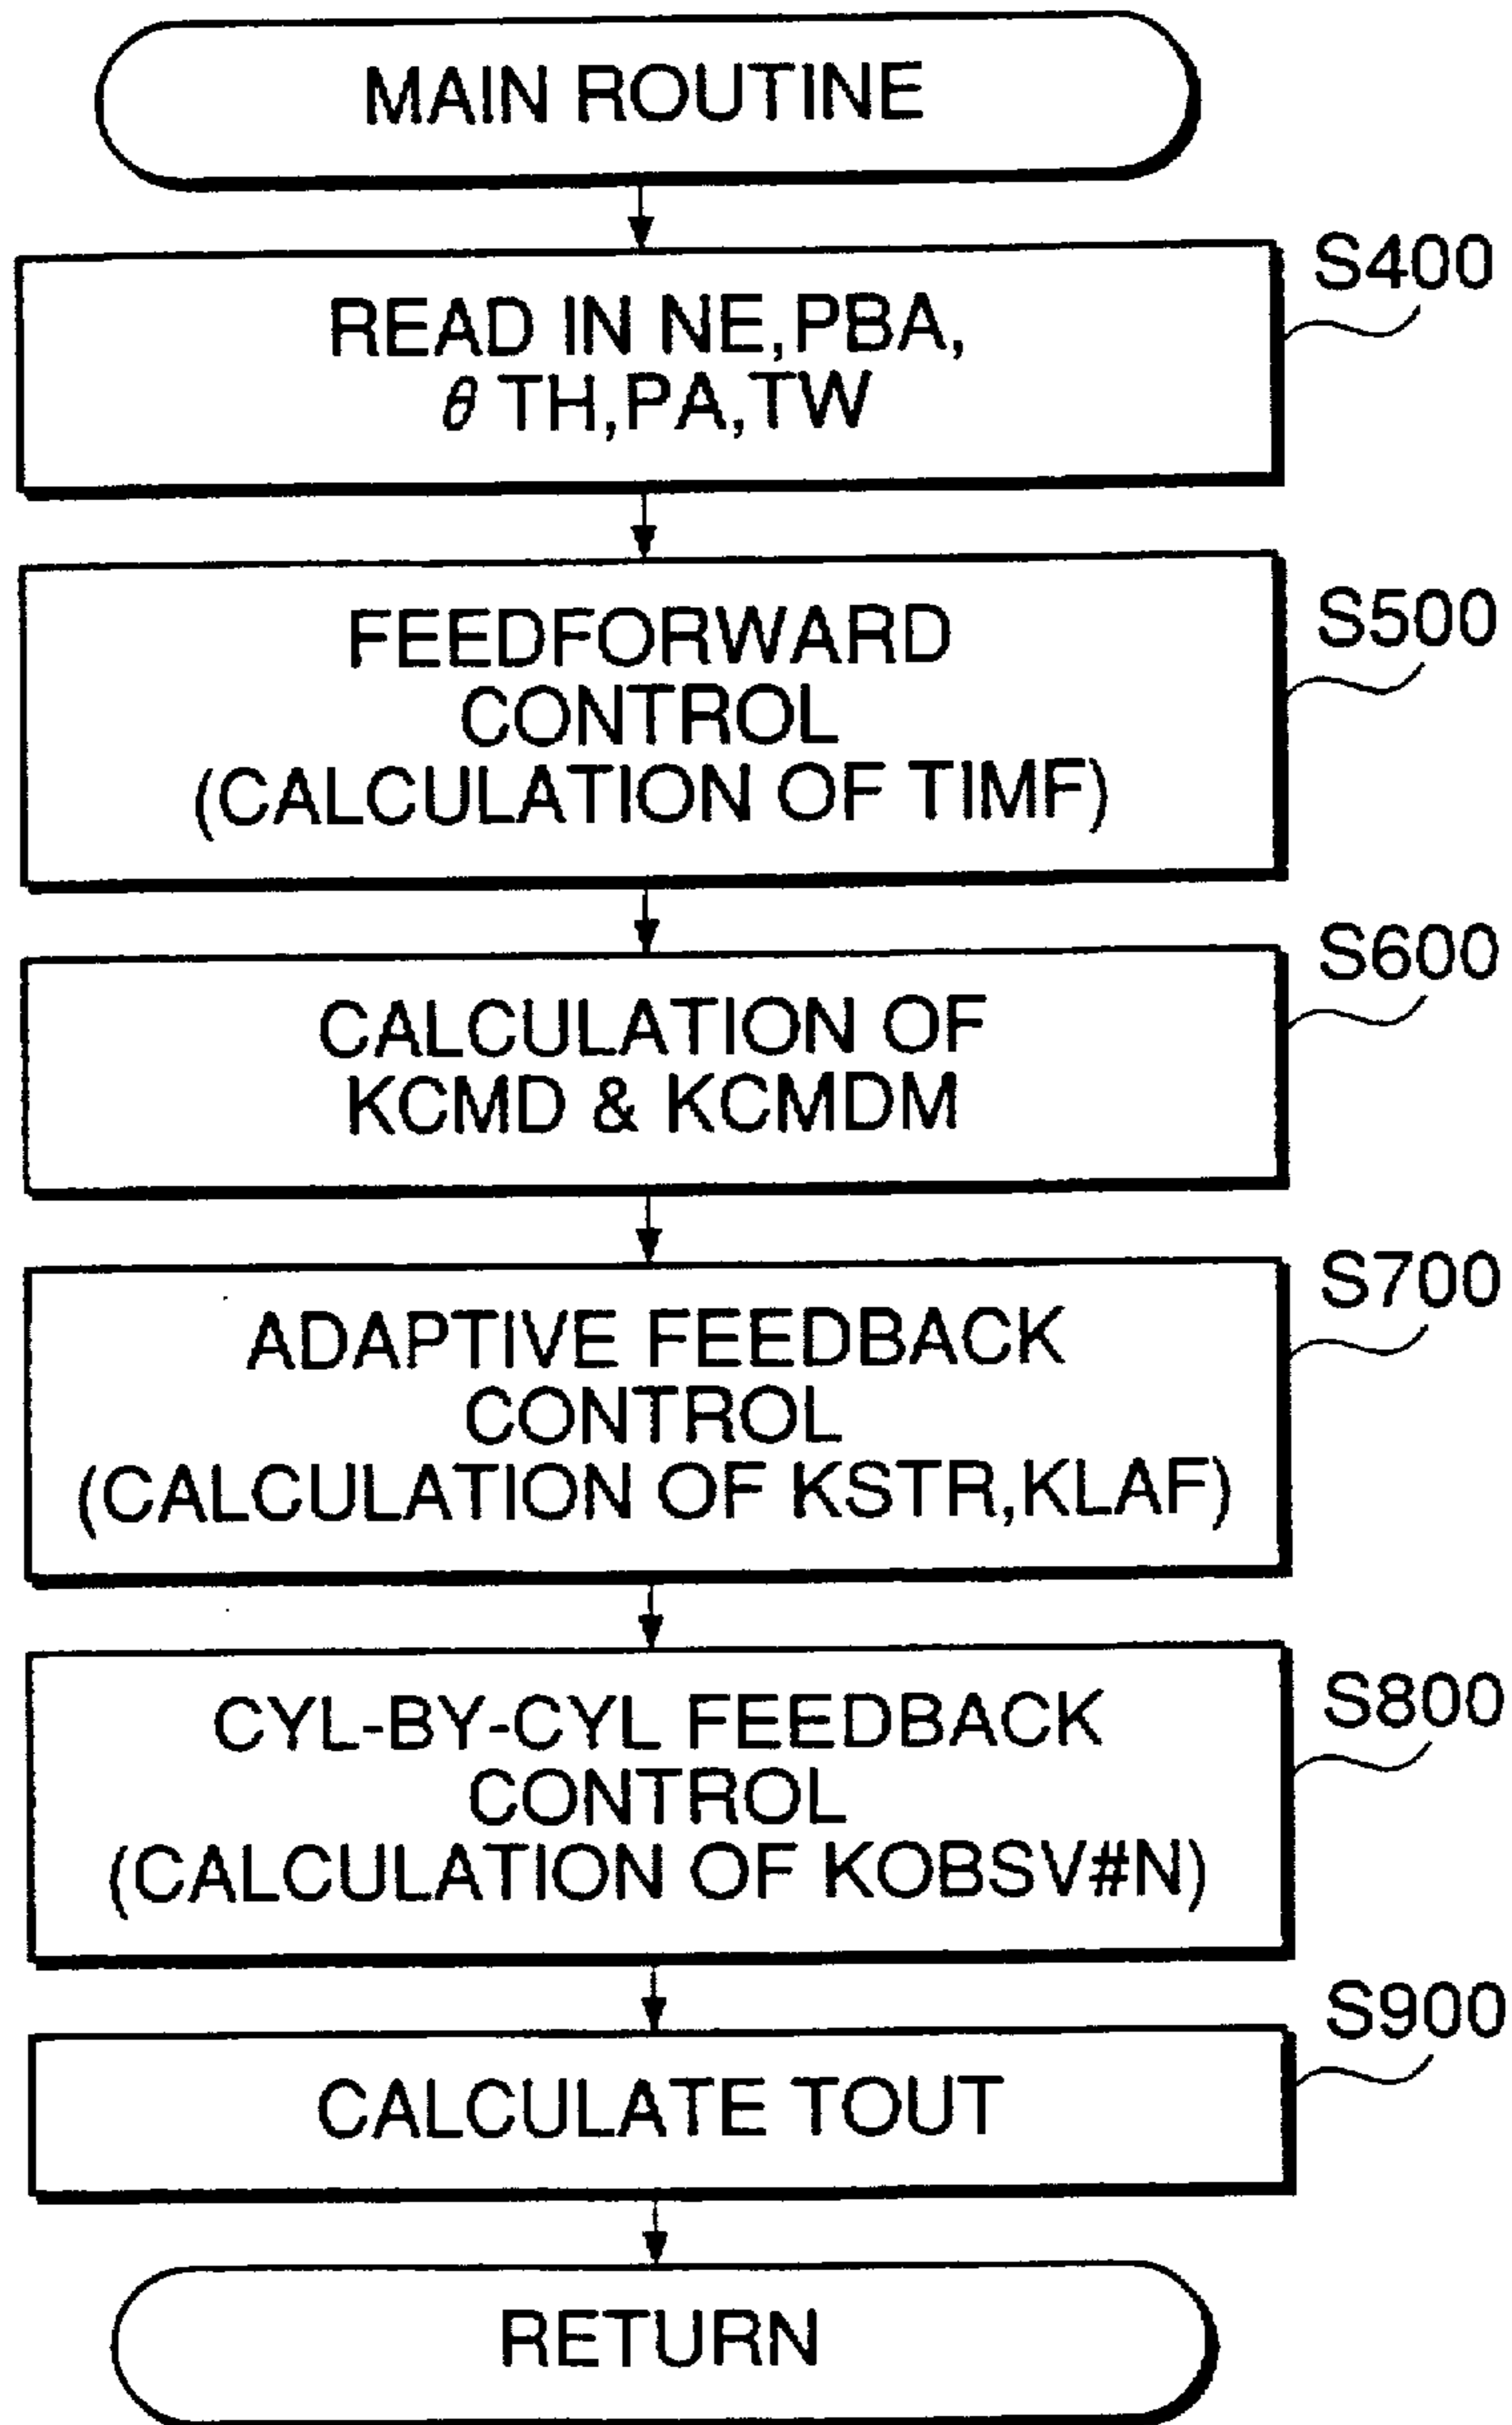 MAIN ROUTINE
S400
READ IN NE,PBA,
θ TH,PA,TW
S500
FEEDFORWARD
CONTROL
(CALCULATION OF TIMF)
S600
CALCULATION OF
KCMD & KCMDM
S700
ADAPTIVE FEEDBACK
CONTROL
(CALCULATION OF KSTR,KLAF)
S800
CYL-BY-CYL FEEDBACK
CONTROL
(CALCULATION OF KOBSV#N)
S900
CALCULATE TOUT
RETURN